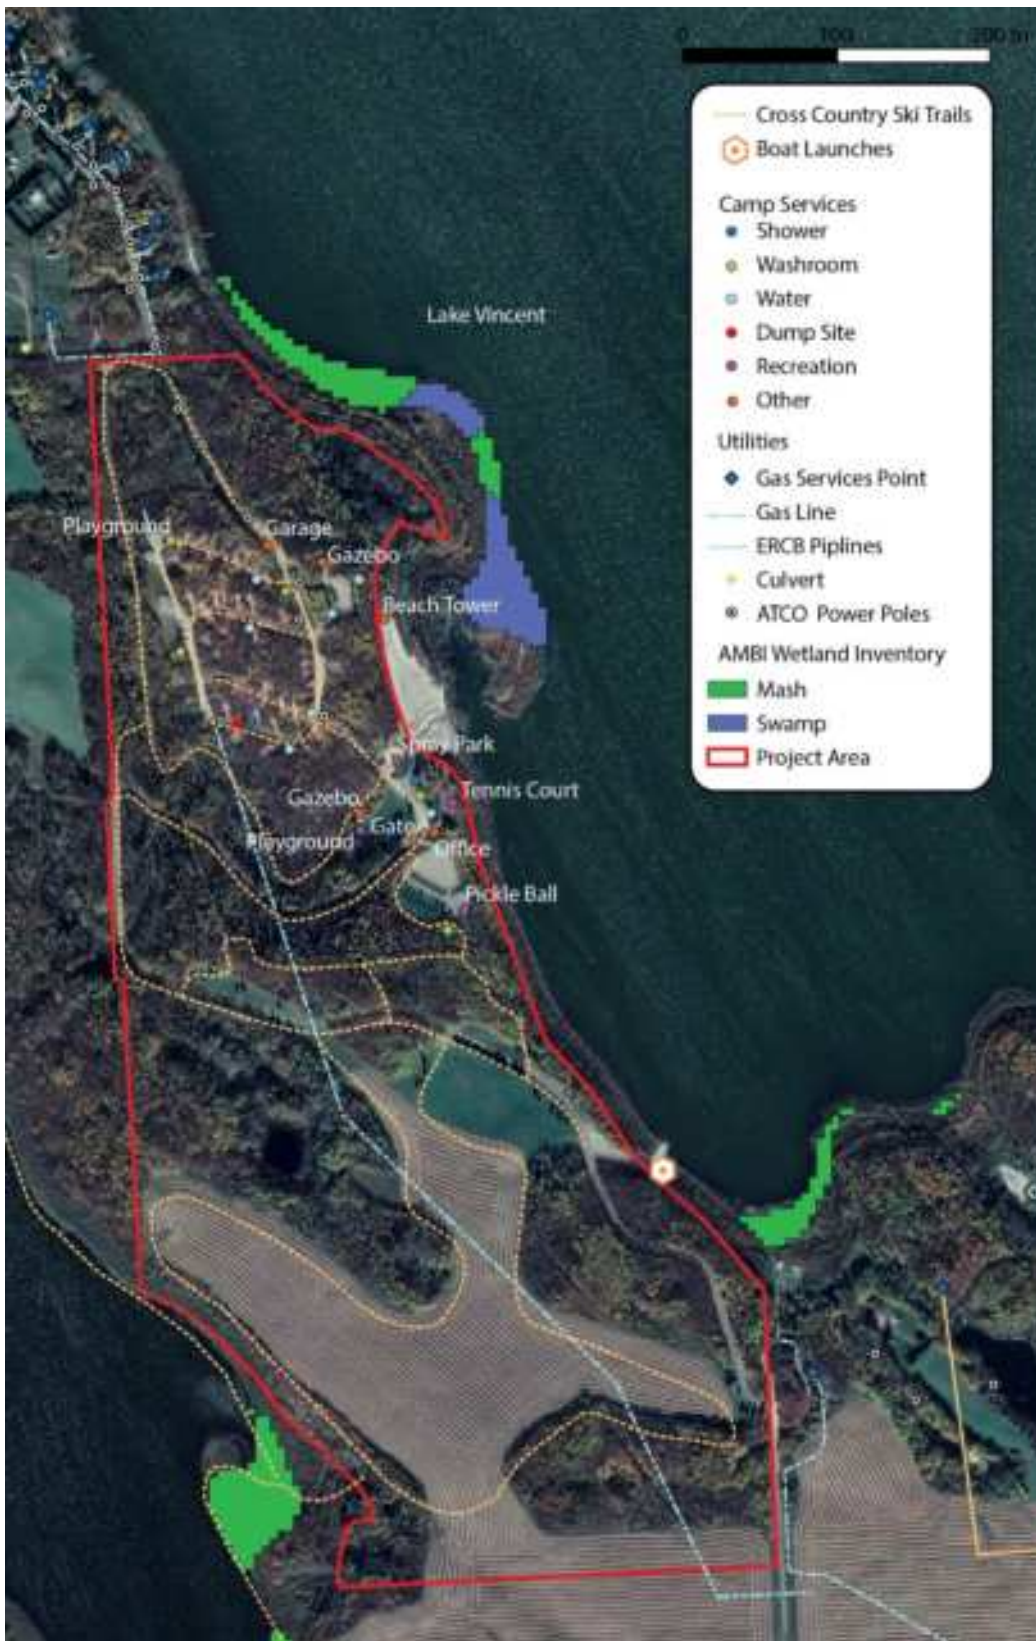 0 100 200 m
Cross Country Ski Trails
Boat Launches
Camp Services
Shower
Washroom
Water
Dump Site
Recreation
Other
Utilities
Gas Services Point
Gas Line
ERCB Piplines
Culvert
ATCO Power Poles
AMBI Wetland Inventory
Mash
Swamp
Project Area
Lake Vincent
Playground
Garage
Gazebo
Beach Tower
Spray Park
Tennis Court
Gazebo
Gate
Playground
Office
Pickle Ball